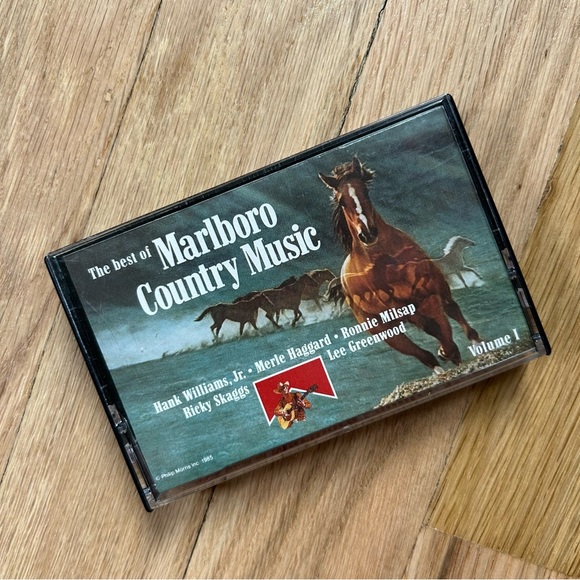 The best of Marlboro
Country Music
Hank Williams, Jr. • Merle Haggard • Ronnie Milsap
Ricky Skaggs Lee Greenwood
Volume I
© Philip Morris Inc. 1985